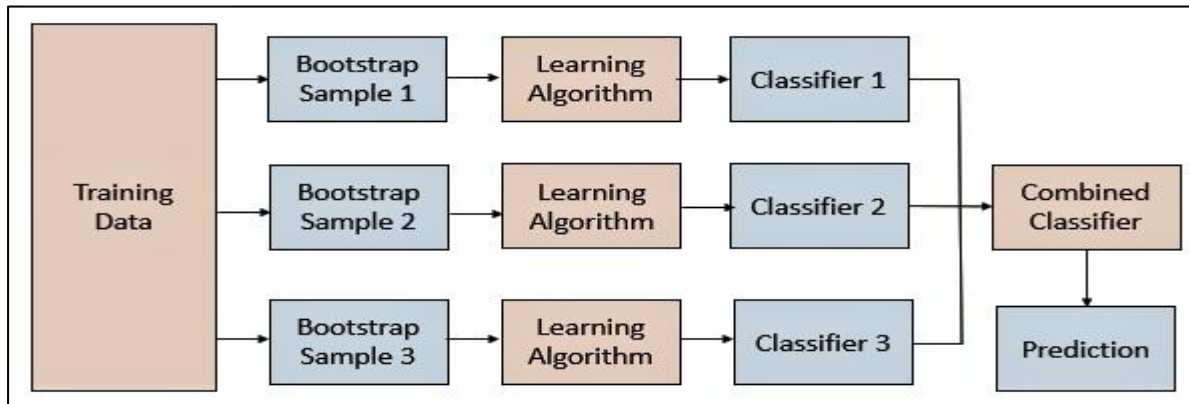 Training
Data
Bootstrap
Sample 1
Learning
Algorithm
Classifier 1
Bootstrap
Sample 2
Learning
Algorithm
Classifier 2
Bootstrap
Sample 3
Learning
Algorithm
Classifier 3
Combined
Classifier
Prediction